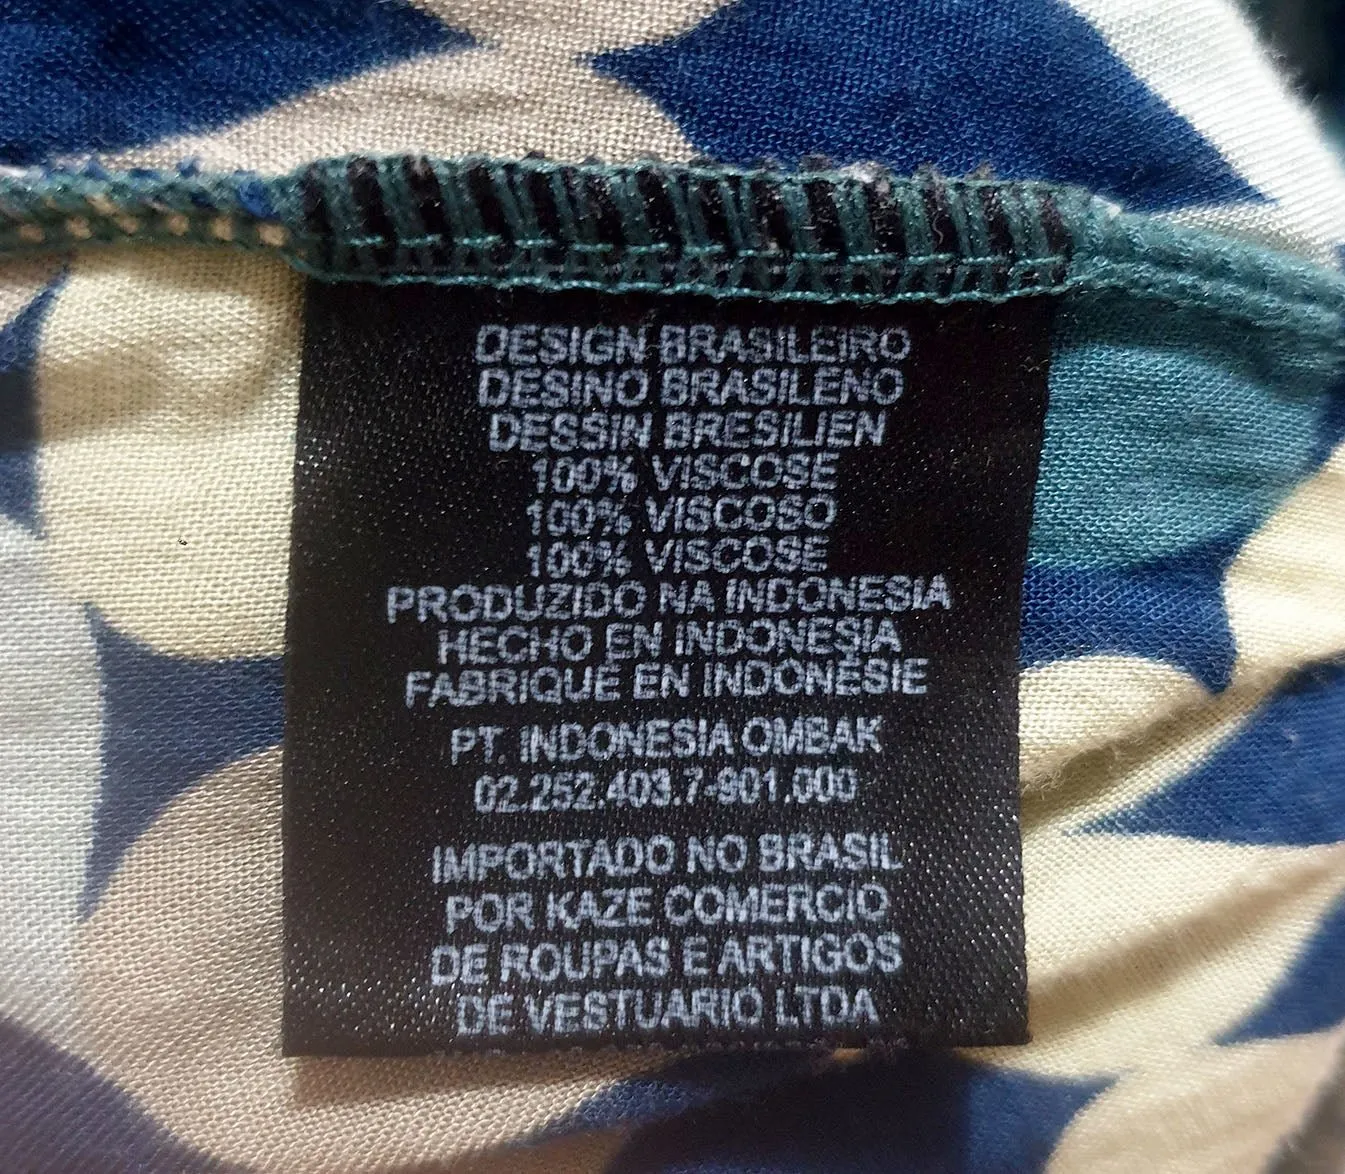 DESIGN BRASILEIRO
DESINO BRASILENO
DESSIN BRESILIEN
100% VISCOSE
100% VISCOSO
100% VISCOSE
PRODUZIDO NA INDONESIA
HECHO EN INDONESIA
FABRIQUE EN INDONÉSIE
PT. INDONESIA OMBAK
02.252.403.7-901.000
IMPORTADO NO BRASIL
POR KAZE COMERCIO
DE ROUPAS E ARTIGOS
DE VESTUARIO LTDA